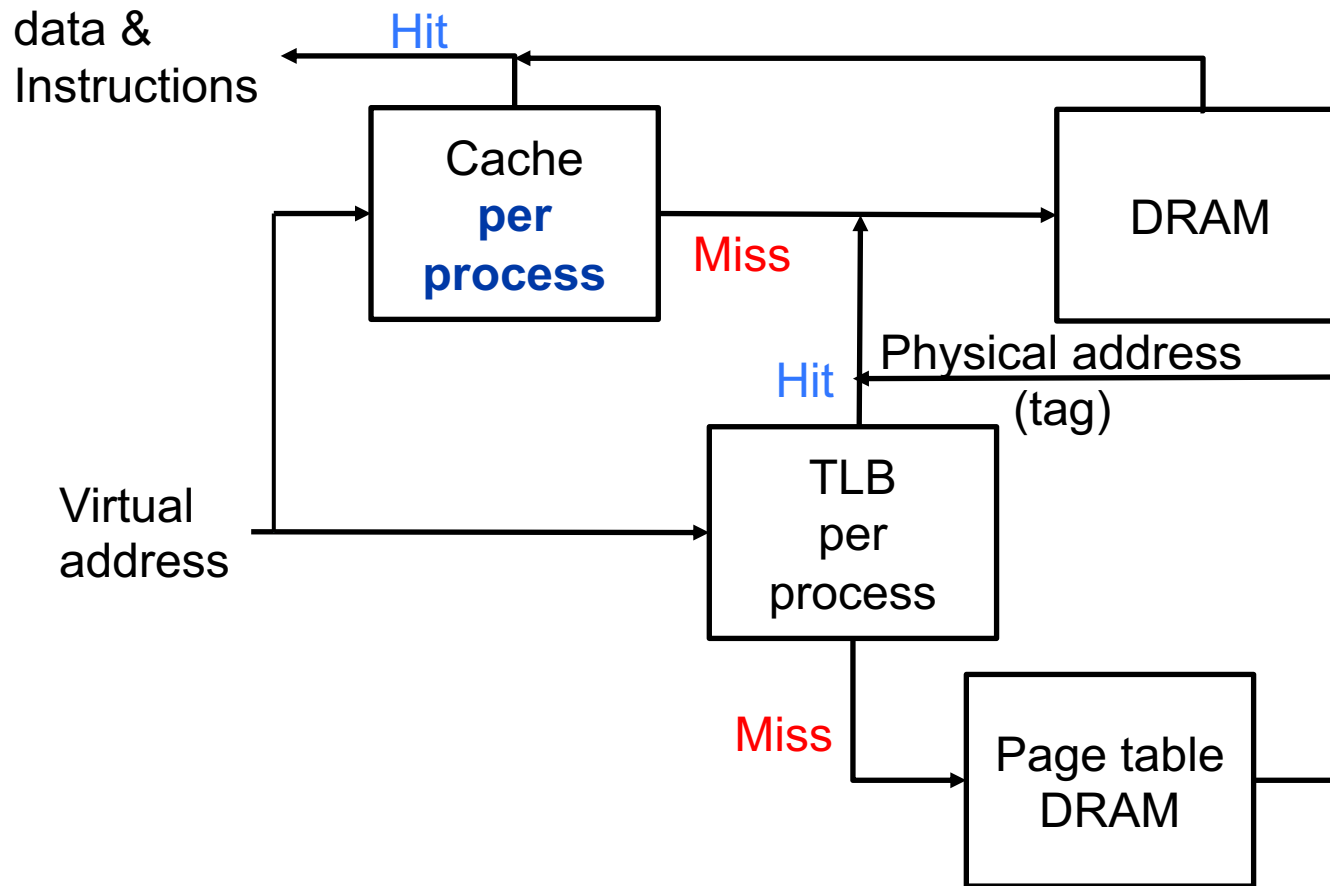 data &
Instructions
Hit
Cache
per
process
Miss
DRAM
Physical address
(tag)
Hit
TLB
per
process
Virtual
address
Miss
Page table
DRAM